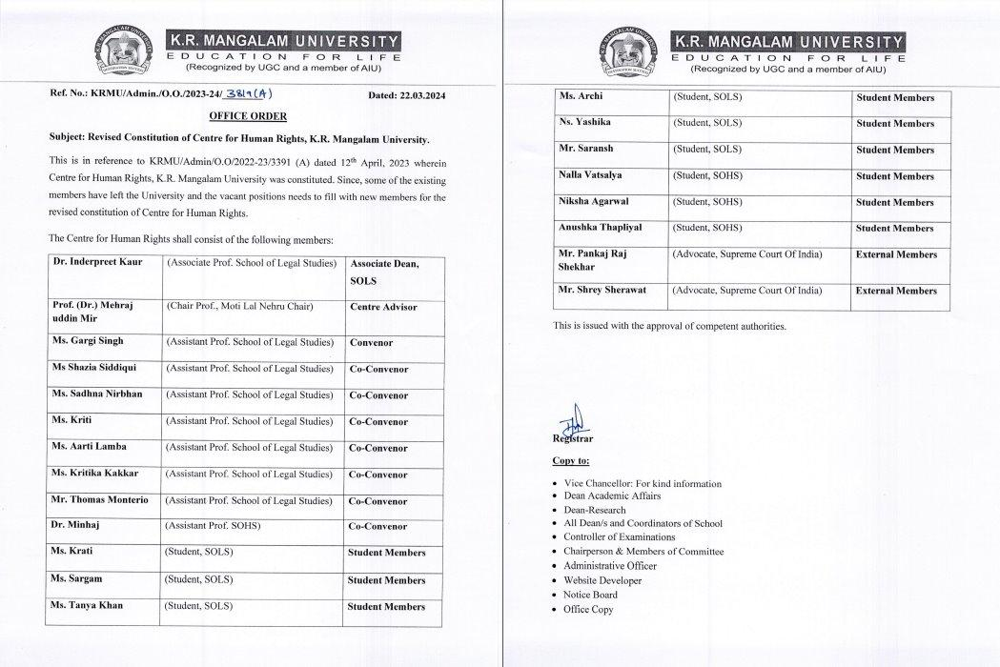 K.R. MANGALAM UNIVERSITY
EDUCATION FOR LIFE
(Recognized by UGC and a member of AIU)
Ref. No.: KRMU/Admin./O.O./2023-24/ 3819(A) Dated: 22.03.2024
OFFICE ORDER
Subject: Revised Constitution of Centre for Human Rights, K.R. Mangalam University.
This is in reference to KRMU/Admin/O.O/2022-23/3391 (A) dated 12th April, 2023 wherein
Centre for Human Rights, K.R. Mangalam University was constituted. Since, some of the existing
members have left the University and the vacant positions needs to fill with new members for the
revised constitution of Centre for Human Rights.
The Centre for Human Rights shall consist of the following members:
Dr. Inderpreet Kaur (Associate Prof. School of Legal Studies) Associate Dean,
SOLS
Prof. (Dr.) Mehraj (Chair Prof., Moti Lal Nehru Chair) Centre Advisor
uddin Mir
Ms. Gargi Singh (Assistant Prof. School of Legal Studies) Convenor
Ms Shazia Siddiqui (Assistant Prof. School of Legal Studies) Co-Convenor
Ms. Sadhna Nirbhan (Assistant Prof. School of Legal Studies) Co-Convenor
Ms. Kriti (Assistant Prof. School of Legal Studies) Co-Convenor
Ms. Aarti Lamba (Assistant Prof. School of Legal Studies) Co-Convenor
Ms. Kritika Kakkar (Assistant Prof. School of Legal Studies) Co-Convenor
Mr. Thomas Monterio (Assistant Prof. School of Legal Studies) Co-Convenor
Dr. Minhaj (Assistant Prof. SOHS) Co-Convenor
Ms. Krati (Student, SOLS) Student Members
Ms. Sargam (Student, SOLS) Student Members
Ms. Tanya Khan (Student, SOLS) Student Members
K.R. MANGALAM UNIVERSITY
EDUCATION FOR LIFE
(Recognized by UGC and a member of AIU)
Ms. Archi (Student, SOLS) Student Members
Ns. Yashika (Student, SOLS) Student Members
Mr. Saransh (Student, SOLS) Student Members
Nalla Vatsalya (Student, SOHS) Student Members
Niksha Agarwal (Student, SOHS) Student Members
Anushka Thapliyal (Student, SOHS) Student Members
Mr. Pankaj Raj (Advocate, Supreme Court Of India) External Members
Shekhar
Mr. Shrey Sherawat (Advocate, Supreme Court Of India) External Members
This is issued with the approval of competent authorities.
Registrar
Copy to:
• Vice Chancellor: For kind information
• Dean Academic Affairs
• Dean-Research
• All Dean/s and Coordinators of School
• Controller of Examinations
• Chairperson & Members of Committee
• Administrative Officer
• Website Developer
• Notice Board
• Office Copy